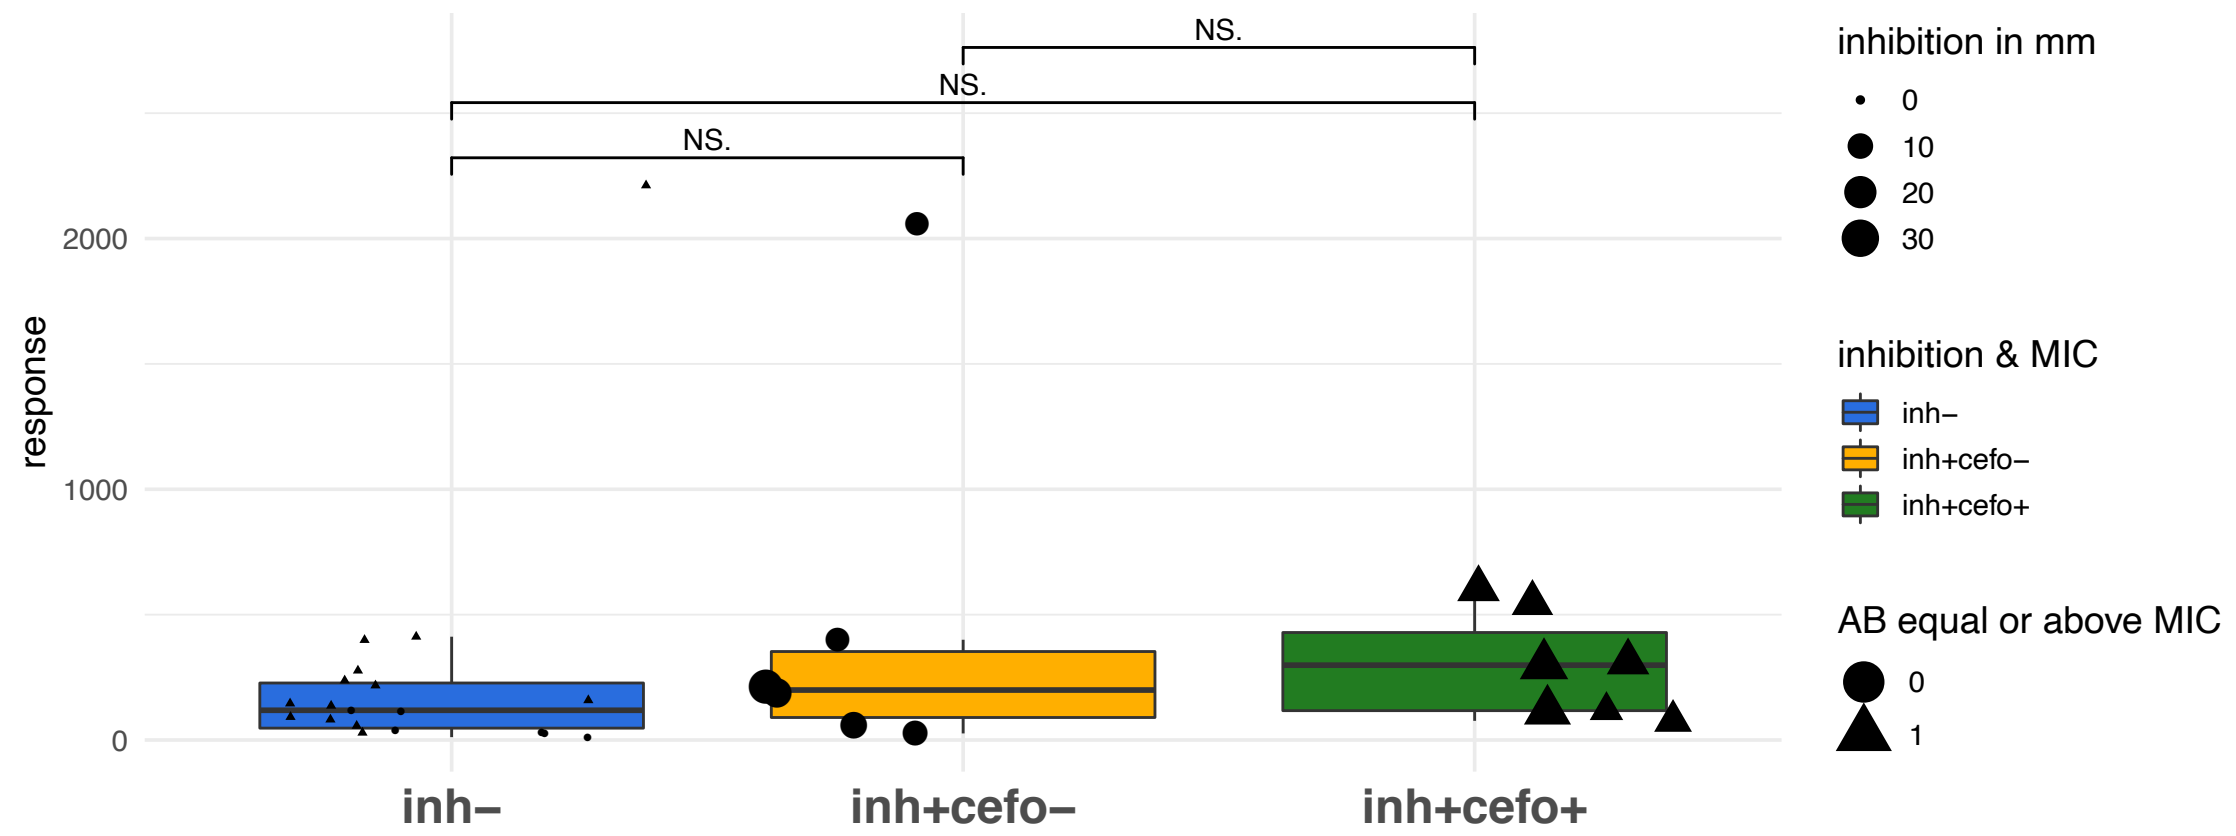 NS.
NS.
NS.
response
2000
1000
0
inh−
inh+cefo−
inh+cefo+
inhibition in mm
0
10
20
30
inhibition & MIC
inh−
inh+cefo−
inh+cefo+
AB equal or above MIC
0
1